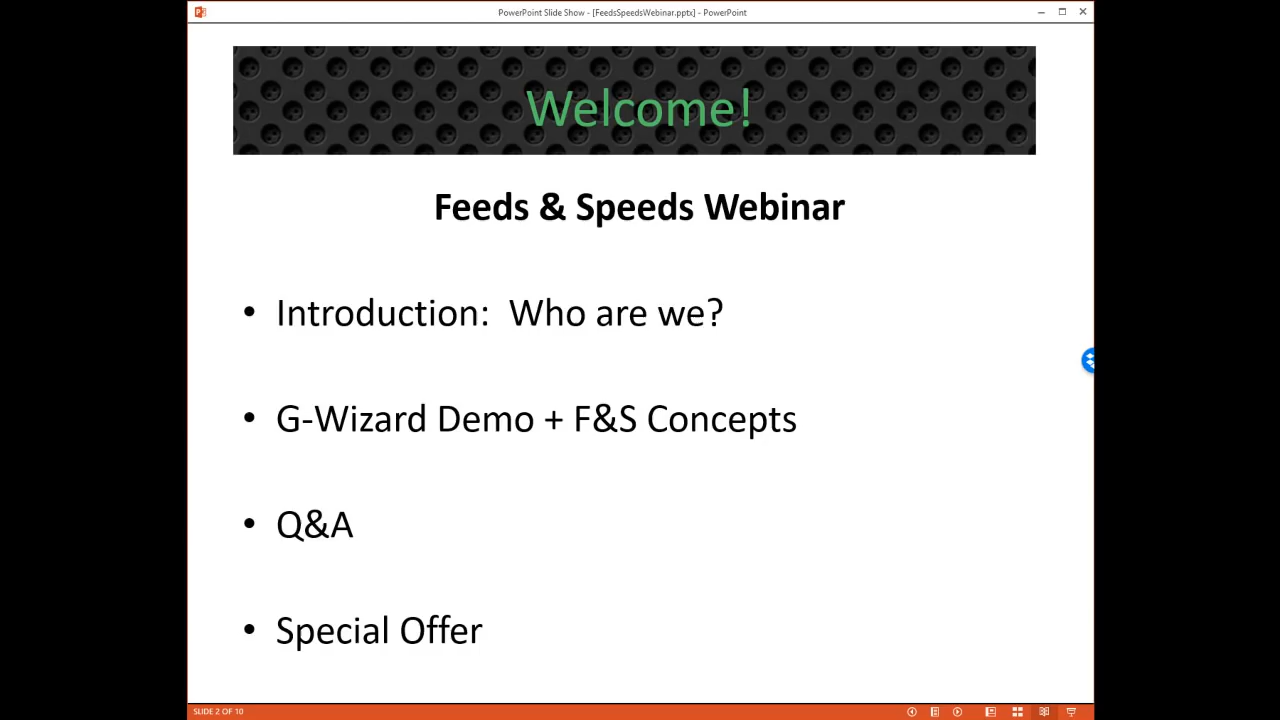 PowerPoint Slide Show - [FeedsSpeedsWebinar.pptx] - PowerPoint
Welcome!
Feeds & Speeds Webinar
• Introduction:  Who are we?
• G-Wizard Demo + F&S Concepts
• Q&A
• Special Offer
SLIDE 2 OF 10